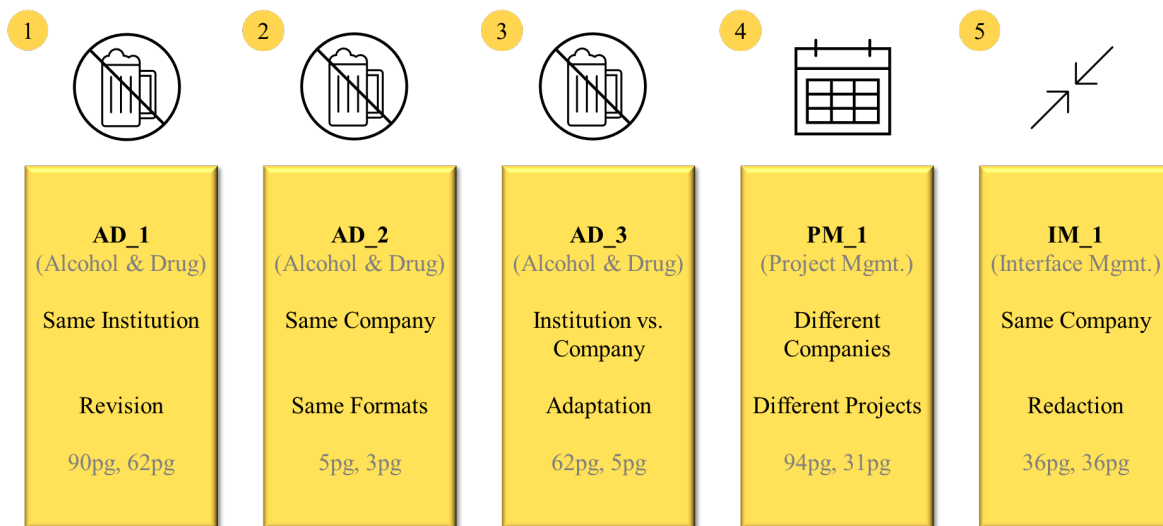 1
2
3
4
5
AD_1
(Alcohol & Drug)
Same Institution
Revision
90pg, 62pg
AD_2
(Alcohol & Drug)
Same Company
Same Formats
5pg, 3pg
AD_3
(Alcohol & Drug)
Institution vs.
Company
Adaptation
62pg, 5pg
PM_1
(Project Mgmt.)
Different
Companies
Different Projects
94pg, 31pg
IM_1
(Interface Mgmt.)
Same Company
Redaction
36pg, 36pg